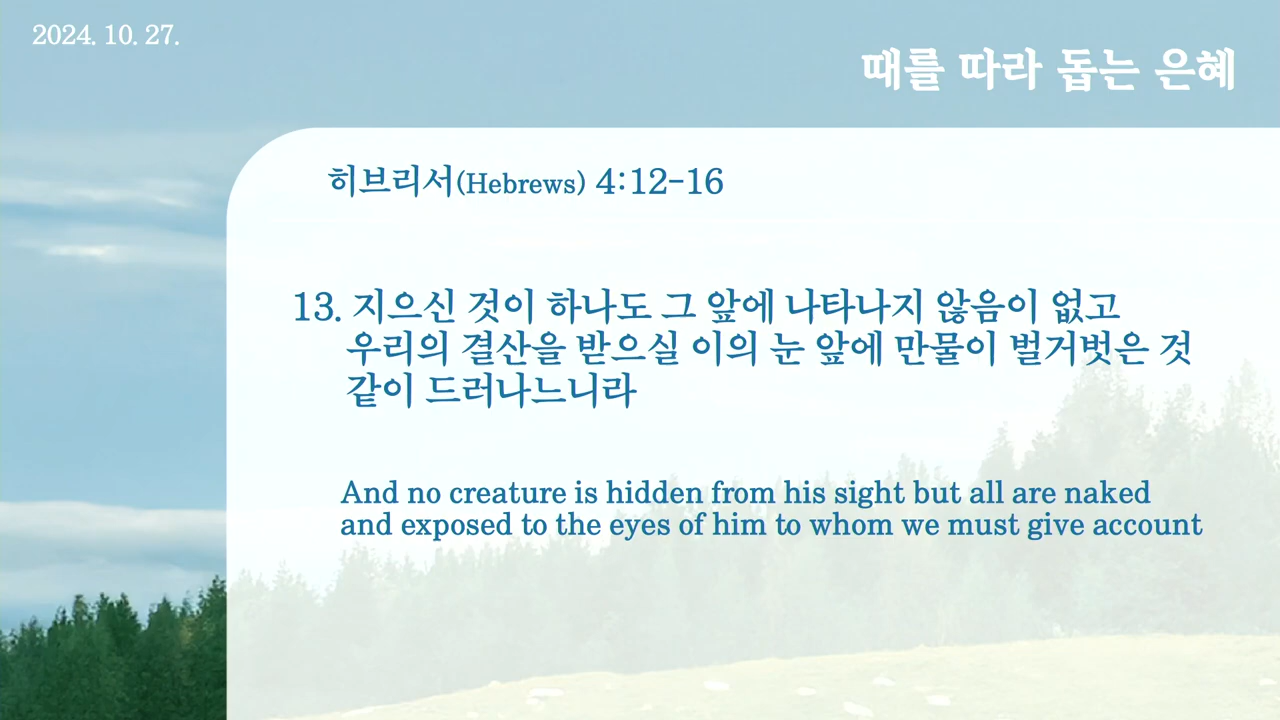 2024. 10. 27.
때를 따라 돕는 은혜
히브리서(Hebrews) 4:12-16
13. 지으신 것이 하나도 그 앞에 나타나지 않음이 없고
우리의 결산을 받으실 이의 눈 앞에 만물이 벌거벗은 것
같이 드러나느니라
And no creature is hidden from his sight but all are naked
and exposed to the eyes of him to whom we must give account